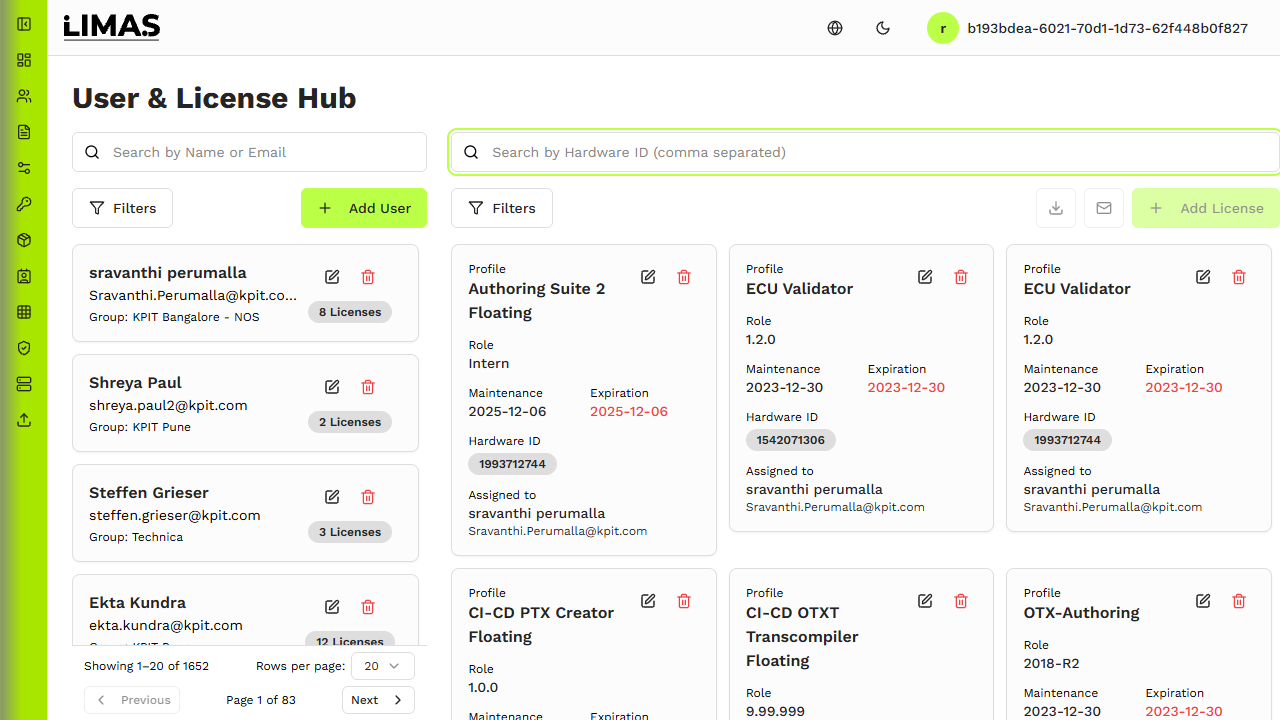 LIMAS
r
b193bdea-6021-70d1-1d73-62f448b0f827
User & License Hub
Search by Name or Email
Search by Hardware ID (comma separated)
Filters
Add User
Filters
Add License
sravanthi perumalla
Sravanthi.Perumalla@kpit.co...
Group: KPIT Bangalore - NOS
8 Licenses
Shreya Paul
shreya.paul2@kpit.com
Group: KPIT Pune
2 Licenses
Steffen Grieser
steffen.grieser@kpit.com
Group: Technica
3 Licenses
Ekta Kundra
ekta.kundra@kpit.com
12 Licenses
Showing 1–20 of 1652
Rows per page:
20
Previous
Page 1 of 83
Next
Profile
Authoring Suite 2
Floating
Role
Intern
Maintenance
Expiration
2025-12-06
2025-12-06
Hardware ID
1993712744
Assigned to
sravanthi perumalla
Sravanthi.Perumalla@kpit.com
Profile
ECU Validator
Role
1.2.0
Maintenance
Expiration
2023-12-30
2023-12-30
Hardware ID
1542071306
Assigned to
sravanthi perumalla
Sravanthi.Perumalla@kpit.com
Profile
ECU Validator
Role
1.2.0
Maintenance
Expiration
2023-12-30
2023-12-30
Hardware ID
1993712744
Assigned to
sravanthi perumalla
Sravanthi.Perumalla@kpit.com
Profile
CI-CD PTX Creator
Floating
Role
1.0.0
Maintenance
Expiration
Profile
CI-CD OTXT
Transcompiler
Floating
Role
9.99.999
Profile
OTX-Authoring
Role
2018-R2
Maintenance
Expiration
2023-12-30
2023-12-30